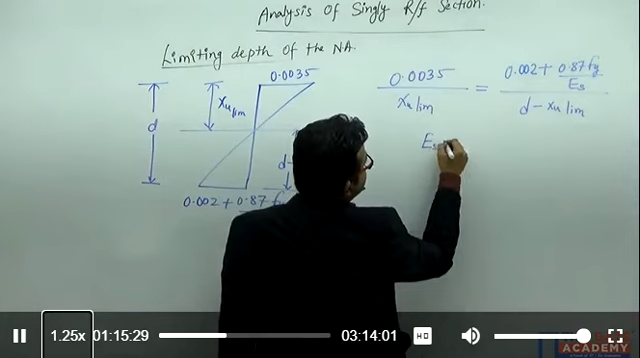 Analysis Of Singly R/f Section.
Limiting depth of the NA.
0.0035
xu lim
d
d-
0.002 + 0.87 fy
0.0035 / xu lim = 0.002 + 0.87 fy / Es / d - xu lim
Es
1.25x 01:15:29 03:14:01 HD
ACADEMY